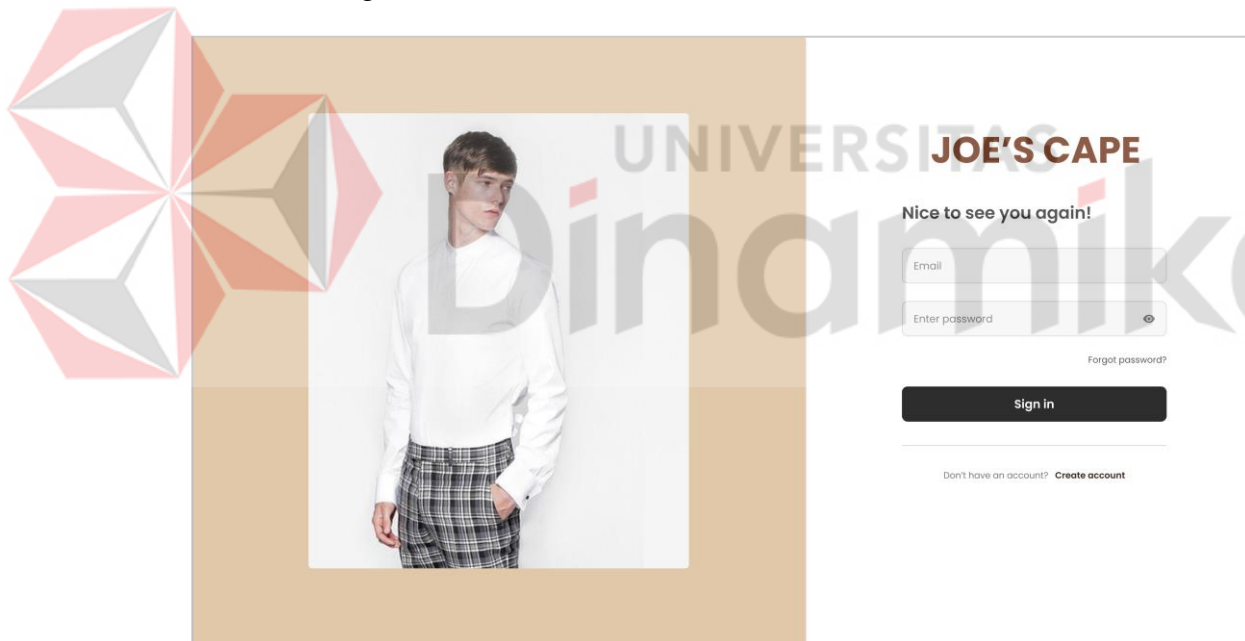 UNIVERSITAS
Dinamika
JOE'S CAPE
Nice to see you again!
Email
Enter password
Forgot password?
Sign in
Don't have an account? Create account